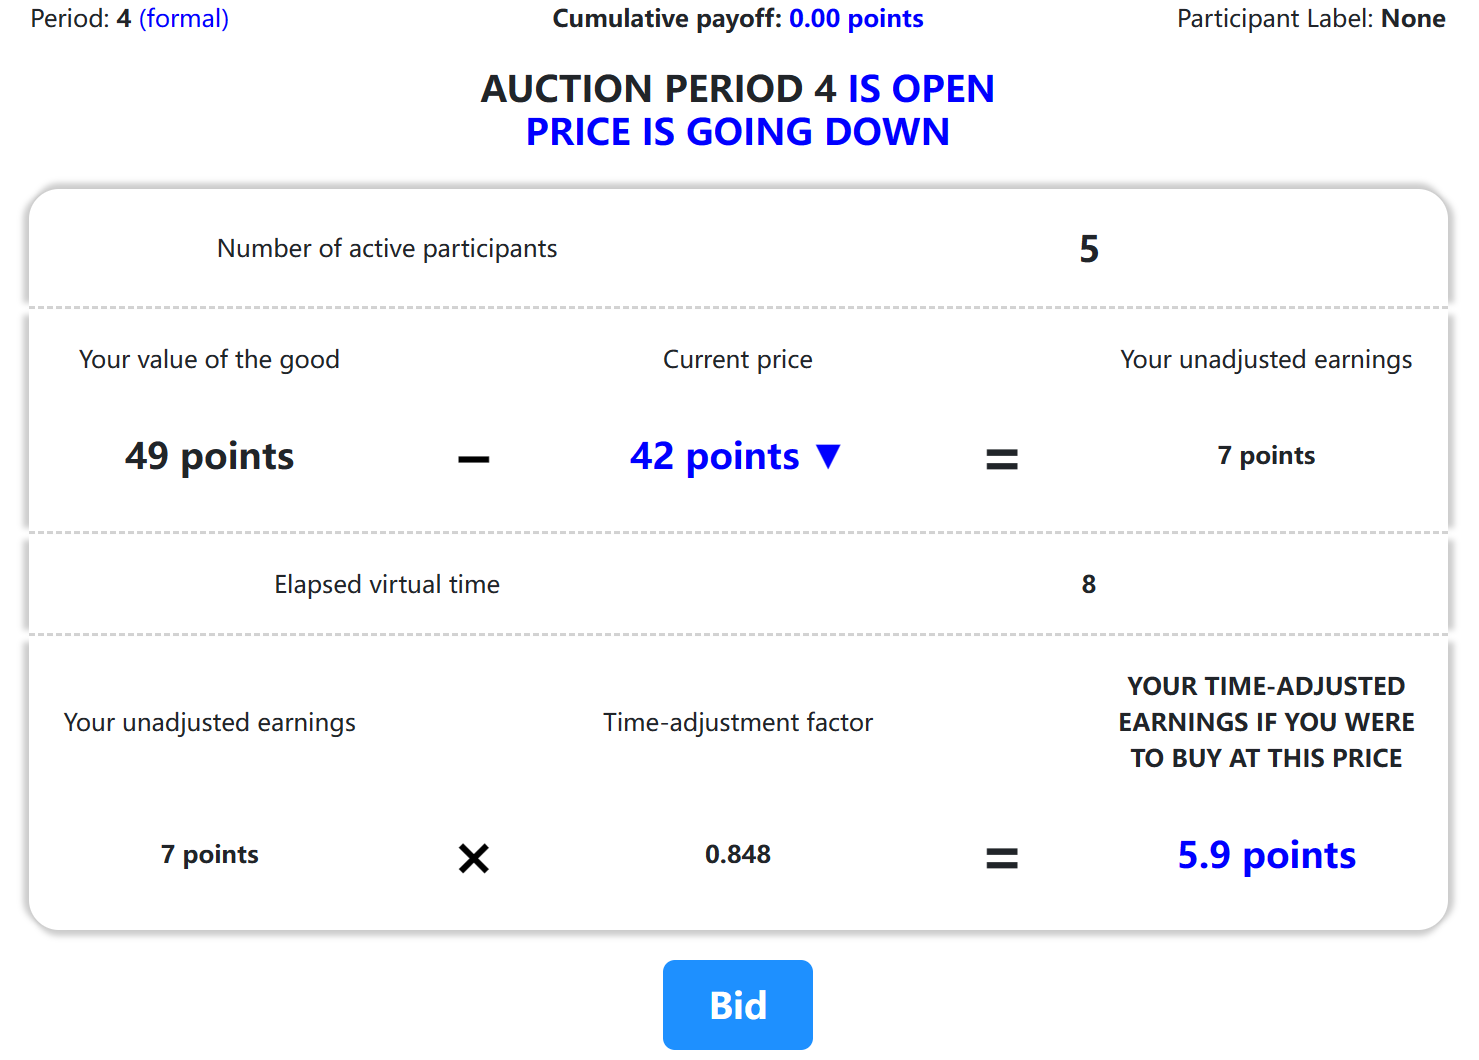 Period: 4 (formal)
Cumulative payoff: 0.00 points
Participant Label: None
AUCTION PERIOD 4 IS OPEN
PRICE IS GOING DOWN
Number of active participants 5
Your value of the good Current price Your unadjusted earnings
49 points − 42 points ▼ = 7 points
Elapsed virtual time 8
Your unadjusted earnings Time-adjustment factor
YOUR TIME-ADJUSTED
EARNINGS IF YOU WERE
TO BUY AT THIS PRICE
7 points × 0.848 = 5.9 points
Bid